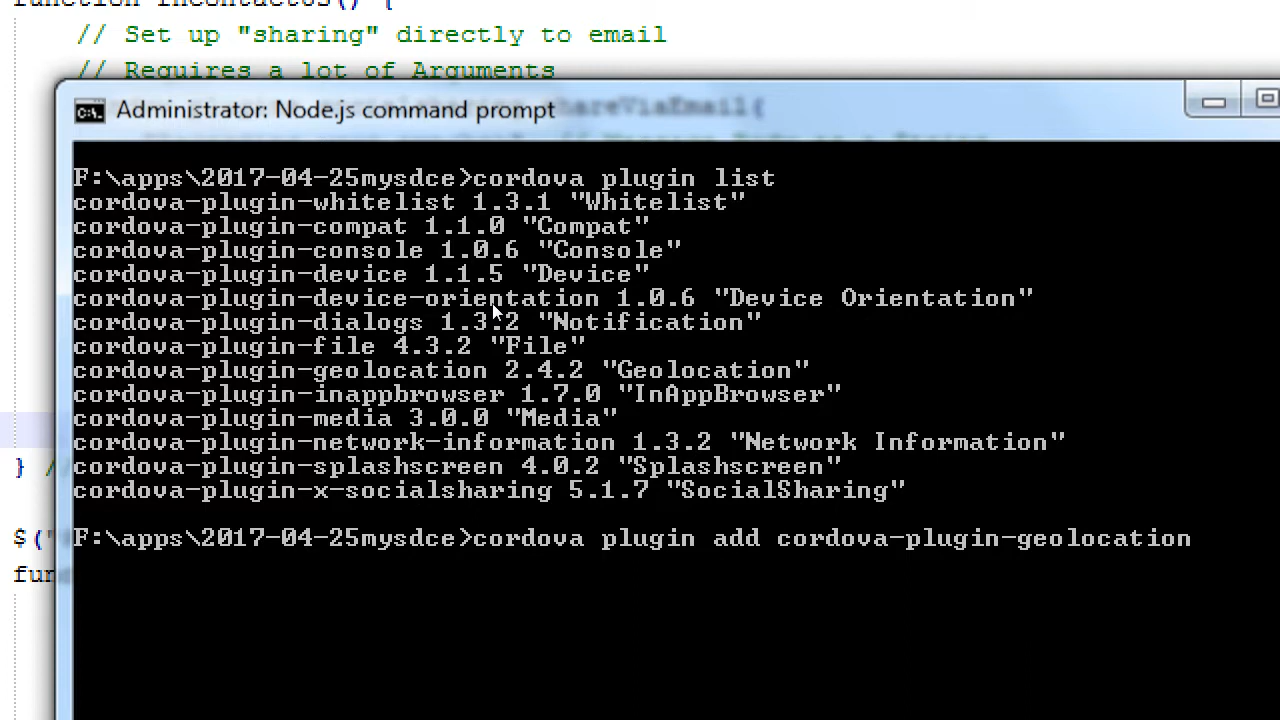 function fnContactUs() {
// Set up "sharing" directly to email
// Requires a lot of Arguments
Administrator: Node.js command prompt
shareViaEmail(
F:\apps\2017-04-25mysdce>cordova plugin list
cordova-plugin-whitelist 1.3.1 "Whitelist"
cordova-plugin-compat 1.1.0 "Compat"
cordova-plugin-console 1.0.6 "Console"
cordova-plugin-device 1.1.5 "Device"
cordova-plugin-device-orientation 1.0.6 "Device Orientation"
cordova-plugin-dialogs 1.3.2 "Notification"
cordova-plugin-file 4.3.2 "File"
cordova-plugin-geolocation 2.4.2 "Geolocation"
cordova-plugin-inappbrowser 1.7.0 "InAppBrowser"
cordova-plugin-media 3.0.0 "Media"
cordova-plugin-network-information 1.3.2 "Network Information"
} /
cordova-plugin-splashscreen 4.0.2 "Splashscreen"
cordova-plugin-x-socialsharing 5.1.7 "SocialSharing"
$("
F:\apps\2017-04-25mysdce>cordova plugin add cordova-plugin-geolocation
fun